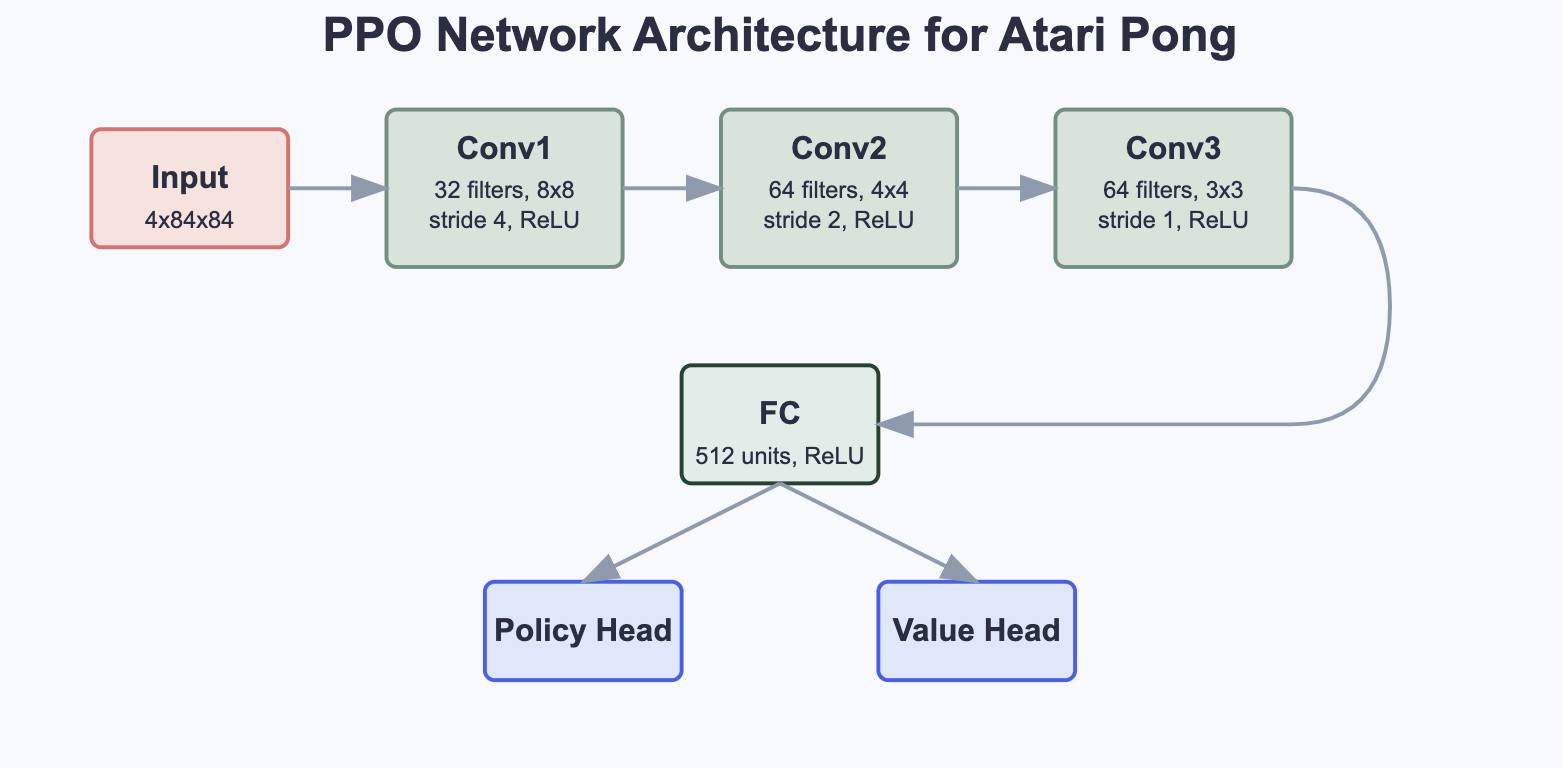 PPO Network Architecture for Atari Pong
Input
4x84x84
Conv1
32 filters, 8x8
stride 4, ReLU
Conv2
64 filters, 4x4
stride 2, ReLU
Conv3
64 filters, 3x3
stride 1, ReLU
FC
512 units, ReLU
Policy Head
Value Head